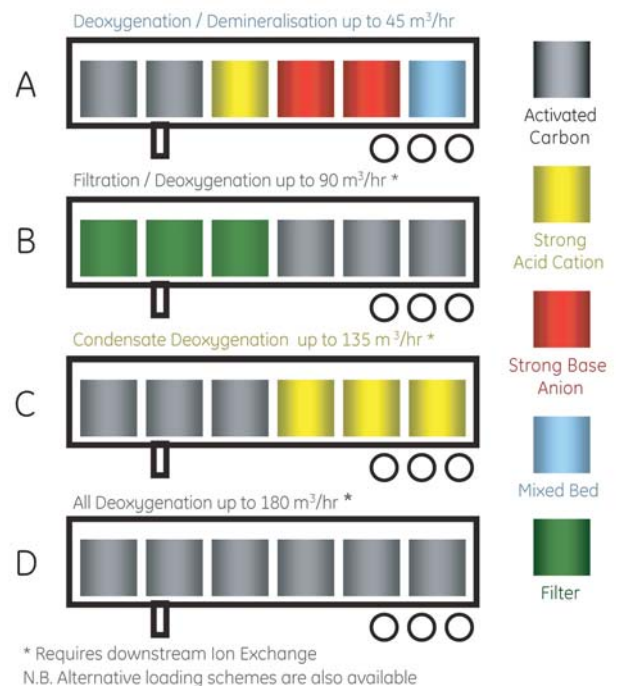 Deoxygenation / Demineralisation up to 45 m³/hr
A
Filtration / Deoxygenation up to 90 m³/hr *
B
Condensate Deoxygenation up to 135 m³/hr *
C
All Deoxygenation up to 180 m³/hr *
D
* Requires downstream Ion Exchange
N.B. Alternative loading schemes are also available
Activated
Carbon
Strong
Acid Cation
Strong Base
Anion
Mixed Bed
Filter